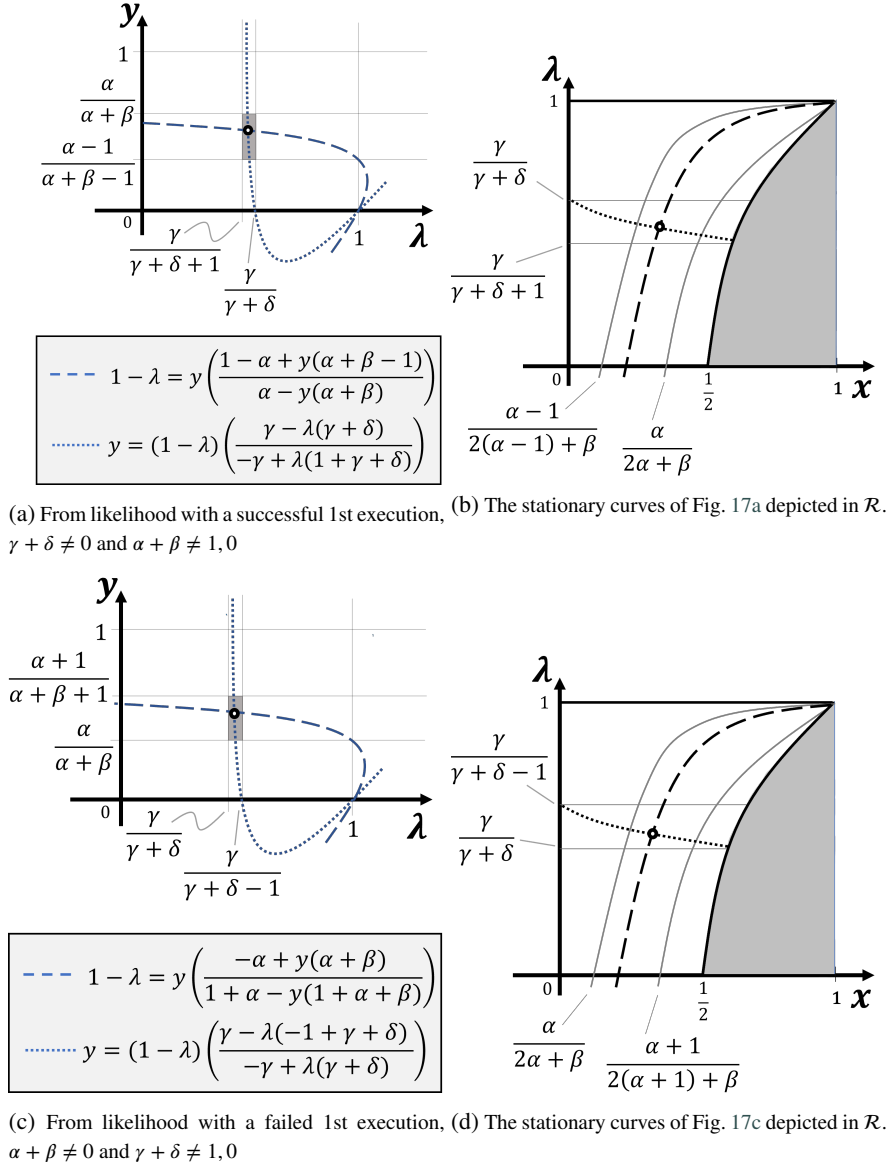 y
1
α
α + β
α − 1
α + β − 1
0
1
λ
γ
γ + δ + 1
γ
γ + δ
1 − λ = y(1 − α + y(α + β − 1) / α − y(α + β))
y = (1 − λ)(γ − λ(γ + δ) / −γ + λ(1 + γ + δ))
(a) From likelihood with a successful 1st execution,
γ + δ ≠ 0 and α + β ≠ 1, 0
λ
1
γ
γ + δ
γ
γ + δ + 1
0
1
2
1
x
α − 1
2(α − 1) + β
α
2α + β
(b) The stationary curves of Fig. 17a depicted in ℛ.
y
1
α + 1
α + β + 1
α
α + β
0
1
λ
γ
γ + δ
γ
γ + δ − 1
1 − λ = y(−α + y(α + β) / 1 + α − y(1 + α + β))
y = (1 − λ)(γ − λ(−1 + γ + δ) / −γ + λ(γ + δ))
(c) From likelihood with a failed 1st execution,
α + β ≠ 0 and γ + δ ≠ 1, 0
λ
1
γ
γ + δ − 1
γ
γ + δ
0
1
2
1
x
α
2α + β
α + 1
2(α + 1) + β
(d) The stationary curves of Fig. 17c depicted in ℛ.